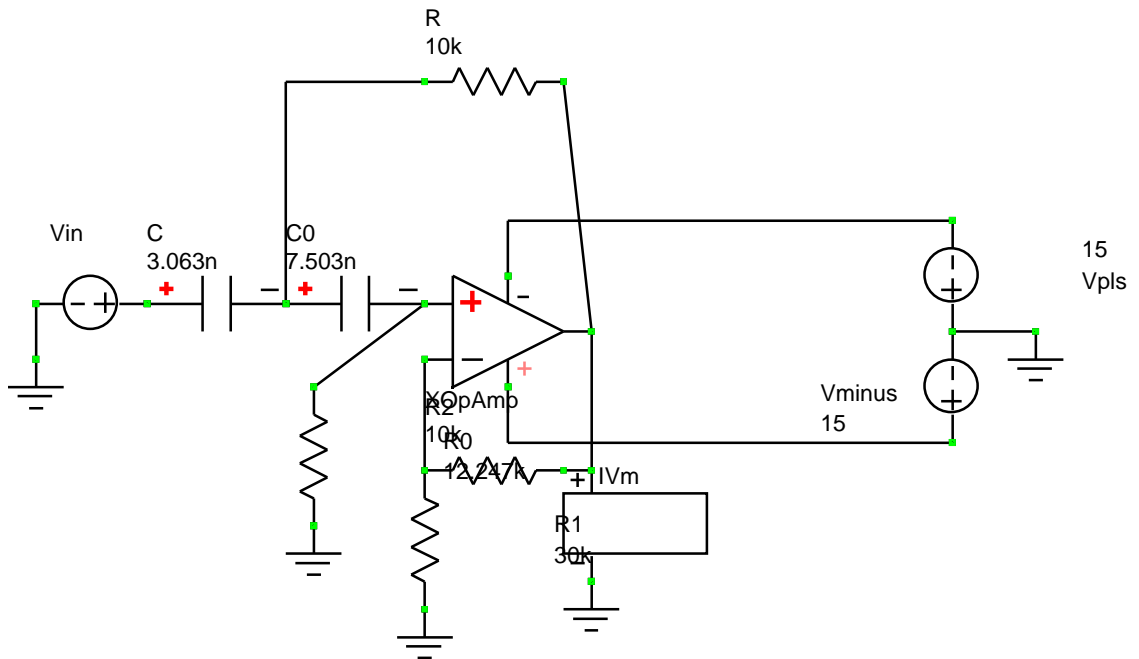 R
10k
Vin
C
3.063n
C0
7.503n
15
Vpls
Vminus
15
XOpAmp
R2
10k
R0
12.247k
IVm
R1
30k